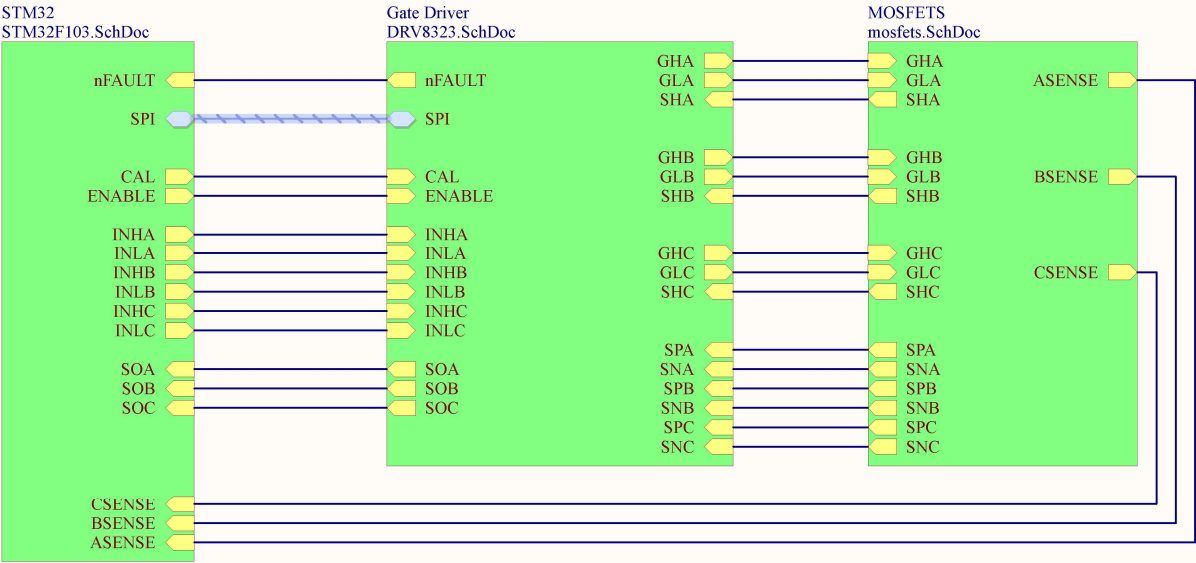 STM32
STM32F103.SchDoc
nFAULT
SPI
CAL
ENABLE
INHA
INLA
INHB
INLB
INHC
INLC
SOA
SOB
SOC
CSENSE
BSENSE
ASENSE
Gate Driver
DRV8323.SchDoc
nFAULT
SPI
CAL
ENABLE
INHA
INLA
INHB
INLB
INHC
INLC
SOA
SOB
SOC
GHA
GLA
SHA
GHB
GLB
SHB
GHC
GLC
SHC
SPA
SNA
SPB
SNB
SPC
SNC
MOSFETS
mosfets.SchDoc
GHA
GLA
SHA
GHB
GLB
SHB
GHC
GLC
SHC
SPA
SNA
SPB
SNB
SPC
SNC
ASENSE
BSENSE
CSENSE